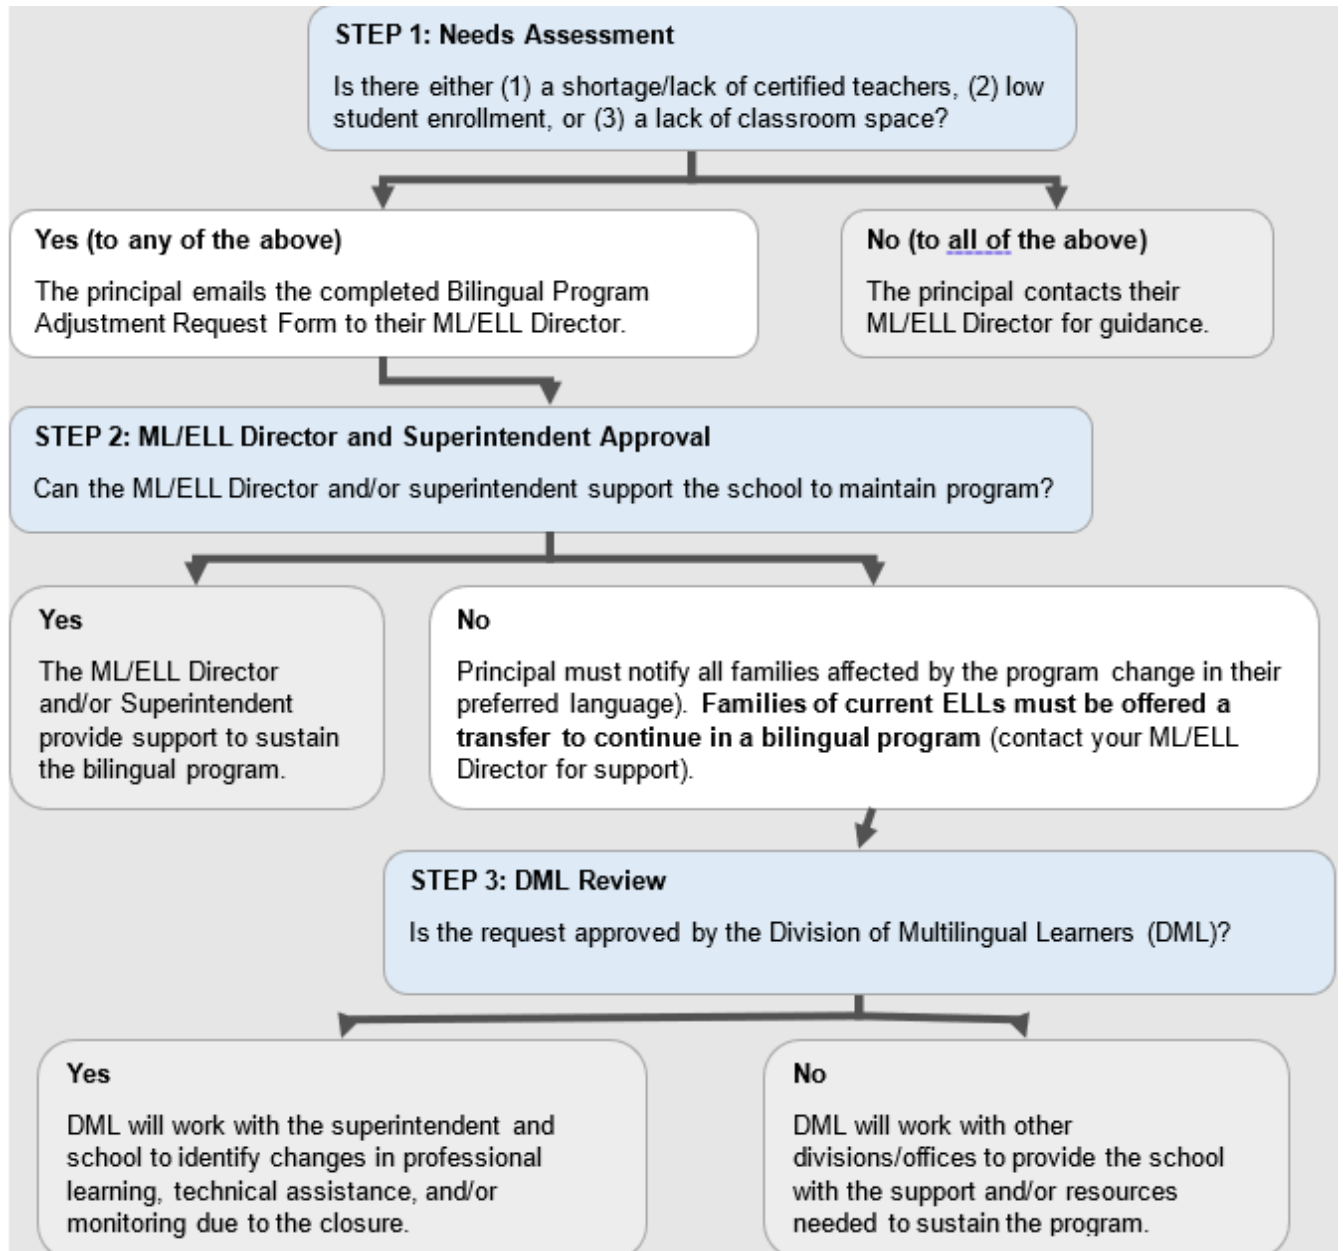 STEP 1: Needs Assessment
Is there either (1) a shortage/lack of certified teachers, (2) low
student enrollment, or (3) a lack of classroom space?
Yes (to any of the above)
The principal emails the completed Bilingual Program
Adjustment Request Form to their ML/ELL Director.
No (to all of the above)
The principal contacts their
ML/ELL Director for guidance.
STEP 2: ML/ELL Director and Superintendent Approval
Can the ML/ELL Director and/or superintendent support the school to maintain program?
Yes
The ML/ELL Director
and/or Superintendent
provide support to sustain
the bilingual program.
No
Principal must notify all families affected by the program change in their
preferred language). Families of current ELLs must be offered a
transfer to continue in a bilingual program (contact your ML/ELL
Director for support).
STEP 3: DML Review
Is the request approved by the Division of Multilingual Learners (DML)?
Yes
DML will work with the superintendent and
school to identify changes in professional
learning, technical assistance, and/or
monitoring due to the closure.
No
DML will work with other
divisions/offices to provide the school
with the support and/or resources
needed to sustain the program.